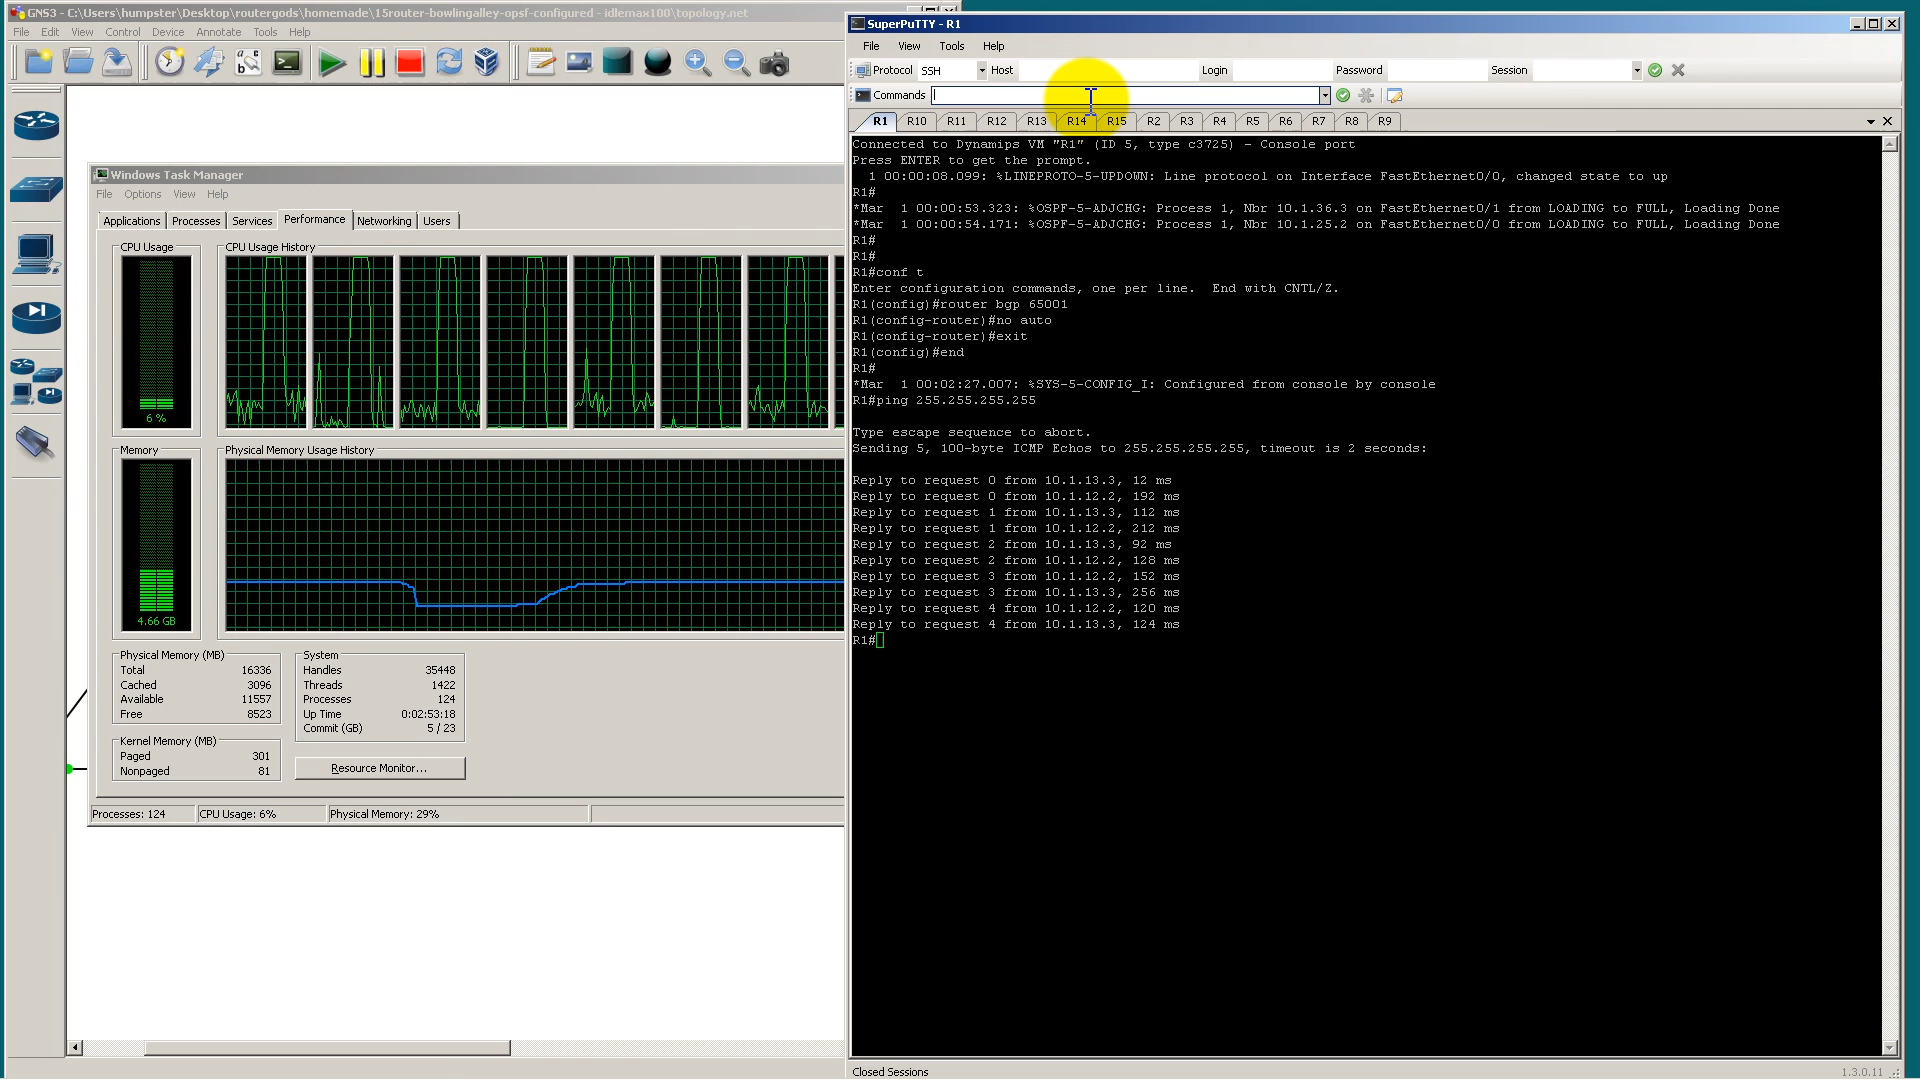 GNS3 - C:\Users\humpster\Desktop\routergods\homemade\15router-bowlingalley-opsf-configured - idlemax100\topology.net
File Edit View Control Device Annotate Tools Help
Windows Task Manager
File Options View Help
Applications Processes Services Performance Networking Users
CPU Usage
CPU Usage History
6 %
Memory
Physical Memory Usage History
4.66 GB
Physical Memory (MB)
Total 16336
Cached 3096
Available 11557
Free 8523
Kernel Memory (MB)
Paged 301
Nonpaged 81
System
Handles 35448
Threads 1422
Processes 124
Up Time 0:02:53:18
Commit (GB) 5 / 23
Resource Monitor...
Processes: 124 CPU Usage: 6% Physical Memory: 29%
SuperPuTTY - R1
File View Tools Help
Protocol SSH Host Login Password Session
Commands
R1 R10 R11 R12 R13 R14 R15 R2 R3 R4 R5 R6 R7 R8 R9
Connected to Dynamips VM "R1" (ID 5, type c3725) - Console port
Press ENTER to get the prompt.
1 00:00:08.099: %LINEPROTO-5-UPDOWN: Line protocol on Interface FastEthernet0/0, changed state to up
R1#
*Mar  1 00:00:53.323: %OSPF-5-ADJCHG: Process 1, Nbr 10.1.36.3 on FastEthernet0/1 from LOADING to FULL, Loading Done
*Mar  1 00:00:54.171: %OSPF-5-ADJCHG: Process 1, Nbr 10.1.25.2 on FastEthernet0/0 from LOADING to FULL, Loading Done
R1#
R1#
R1#conf t
Enter configuration commands, one per line.  End with CNTL/Z.
R1(config)#router bgp 65001
R1(config-router)#no auto
R1(config-router)#exit
R1(config)#end
R1#
*Mar  1 00:02:27.007: %SYS-5-CONFIG_I: Configured from console by console
R1#ping 255.255.255.255
Type escape sequence to abort.
Sending 5, 100-byte ICMP Echos to 255.255.255.255, timeout is 2 seconds:
Reply to request 0 from 10.1.13.3, 12 ms
Reply to request 0 from 10.1.12.2, 192 ms
Reply to request 1 from 10.1.13.3, 112 ms
Reply to request 1 from 10.1.12.2, 212 ms
Reply to request 2 from 10.1.13.3, 92 ms
Reply to request 2 from 10.1.12.2, 128 ms
Reply to request 3 from 10.1.12.2, 152 ms
Reply to request 3 from 10.1.13.3, 256 ms
Reply to request 4 from 10.1.12.2, 120 ms
Reply to request 4 from 10.1.13.3, 124 ms
R1#
Closed Sessions
1.3.0.11